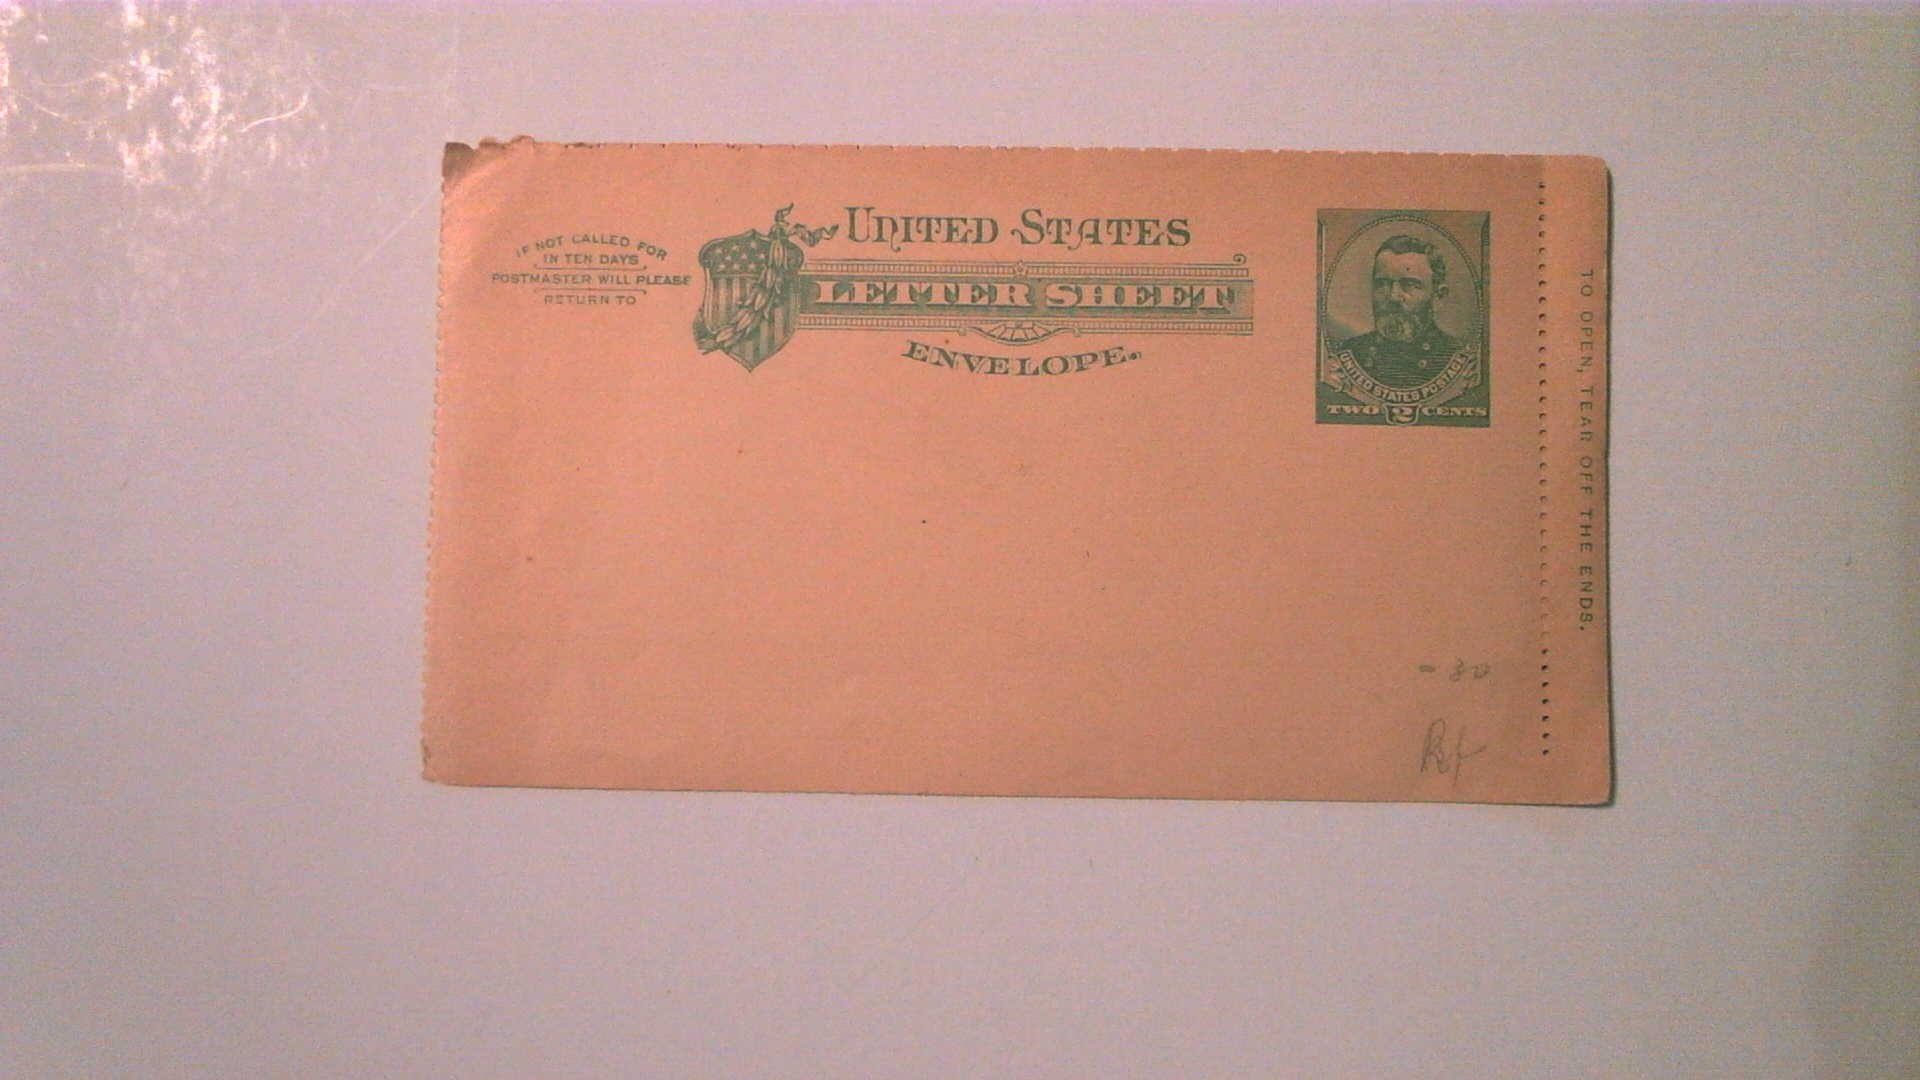 IF NOT CALLED FOR
IN TEN DAYS
POSTMASTER WILL PLEASE
RETURN TO
UNITED STATES
LETTER SHEET
ENVELOPE.
UNITED STATES POSTAGE
TWO 2 CENTS
TO OPEN, TEAR OFF THE ENDS.